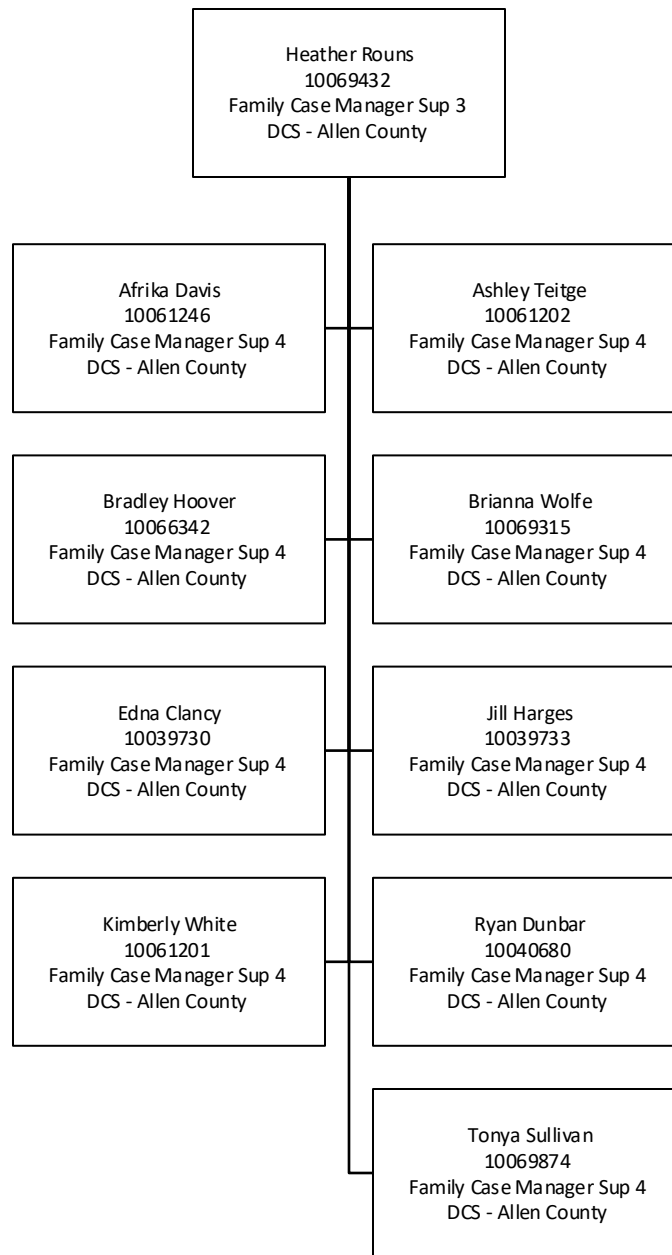 Heather Rouns
10069432
Family Case Manager Sup 3
DCS - Allen County
Afrika Davis
10061246
Family Case Manager Sup 4
DCS - Allen County
Ashley Teitge
10061202
Family Case Manager Sup 4
DCS - Allen County
Bradley Hoover
10066342
Family Case Manager Sup 4
DCS - Allen County
Brianna Wolfe
10069315
Family Case Manager Sup 4
DCS - Allen County
Edna Clancy
10039730
Family Case Manager Sup 4
DCS - Allen County
Jill Harges
10039733
Family Case Manager Sup 4
DCS - Allen County
Kimberly White
10061201
Family Case Manager Sup 4
DCS - Allen County
Ryan Dunbar
10040680
Family Case Manager Sup 4
DCS - Allen County
Tonya Sullivan
10069874
Family Case Manager Sup 4
DCS - Allen County